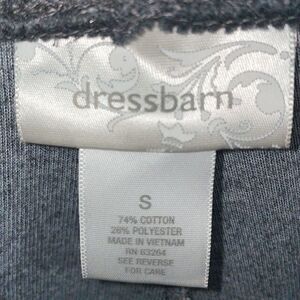 dressbarn
S
74% COTTON
26% POLYESTER
MADE IN VIETNAM
RN 63264
SEE REVERSE
FOR CARE